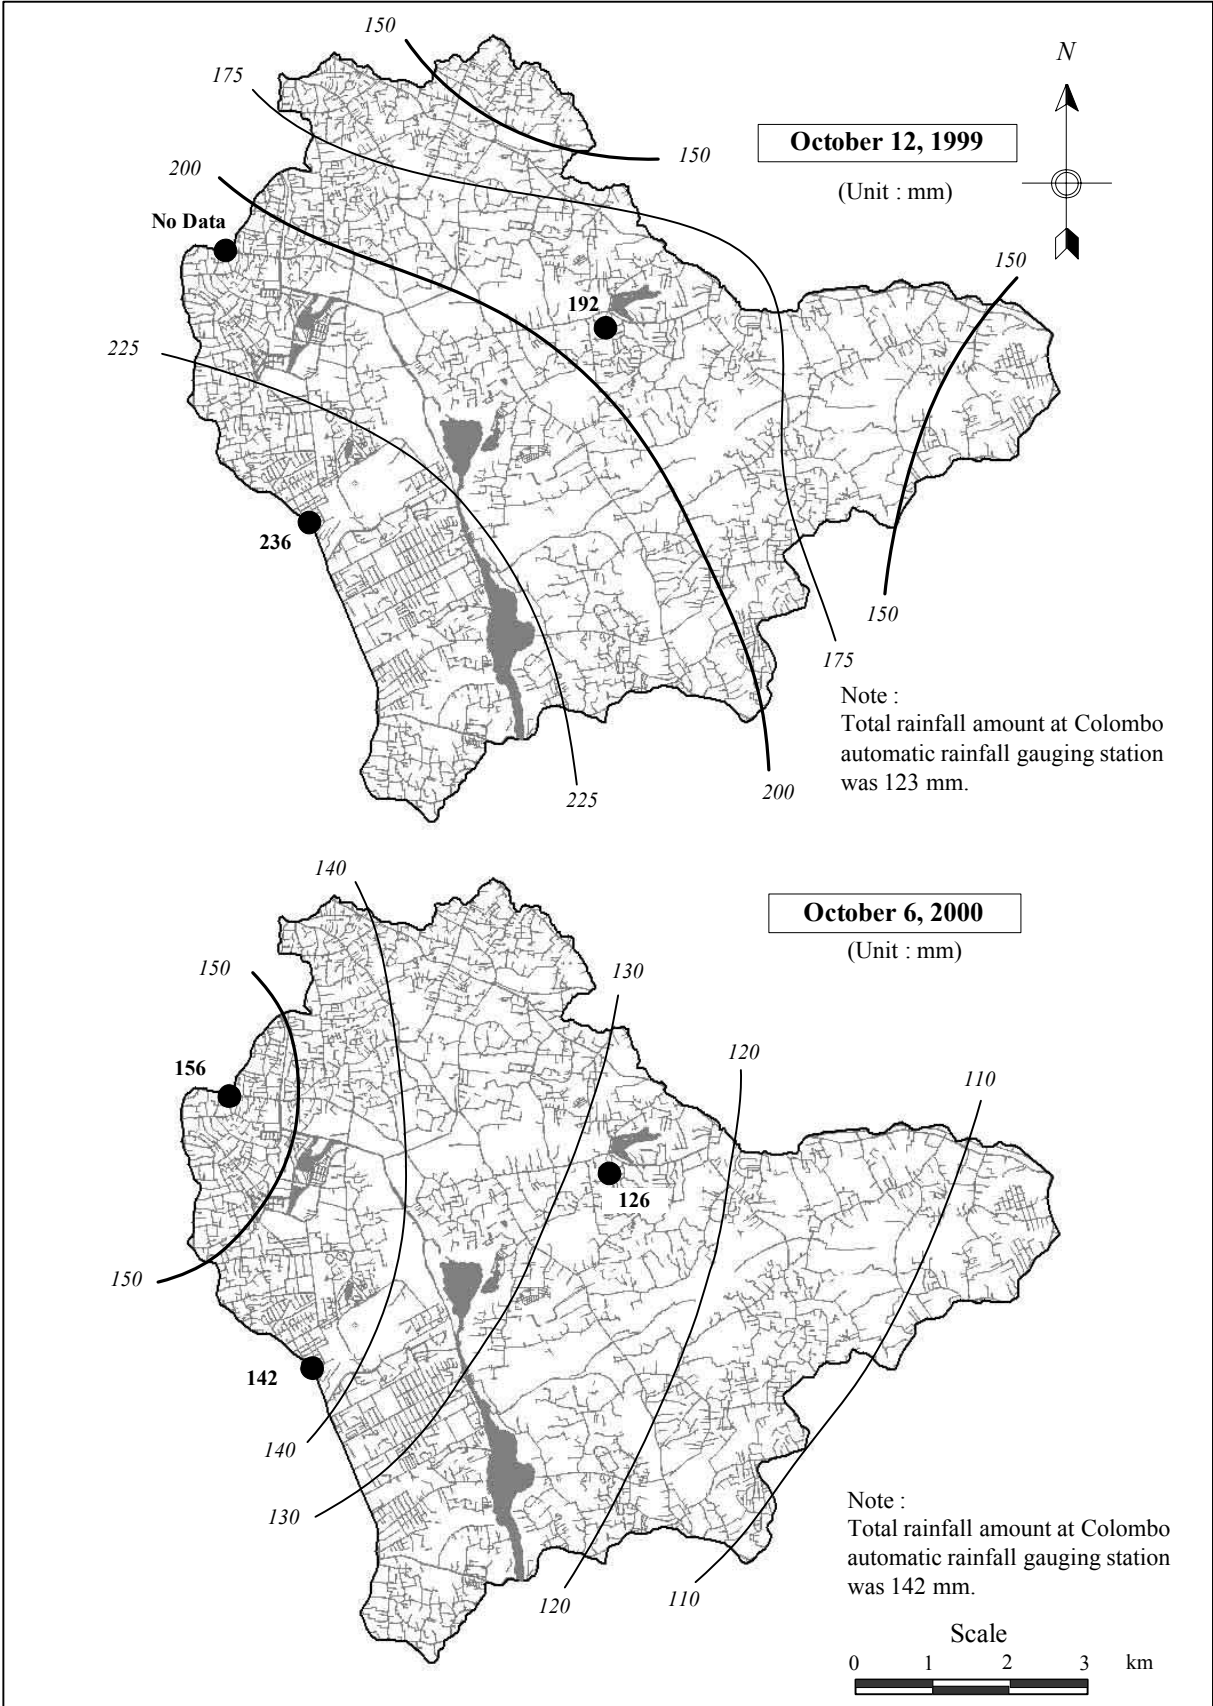 150
175
N
October 12, 1999
150
(Unit : mm)
200
No Data
150
192
225
236
150
175
Note :
Total rainfall amount at Colombo
automatic rainfall gauging station
was 123 mm.
225
200
140
October 6, 2000
(Unit : mm)
150
130
120
110
156
126
150
142
140
130
Note :
Total rainfall amount at Colombo
automatic rainfall gauging station
was 142 mm.
120
110
Scale
0 1 2 3 km